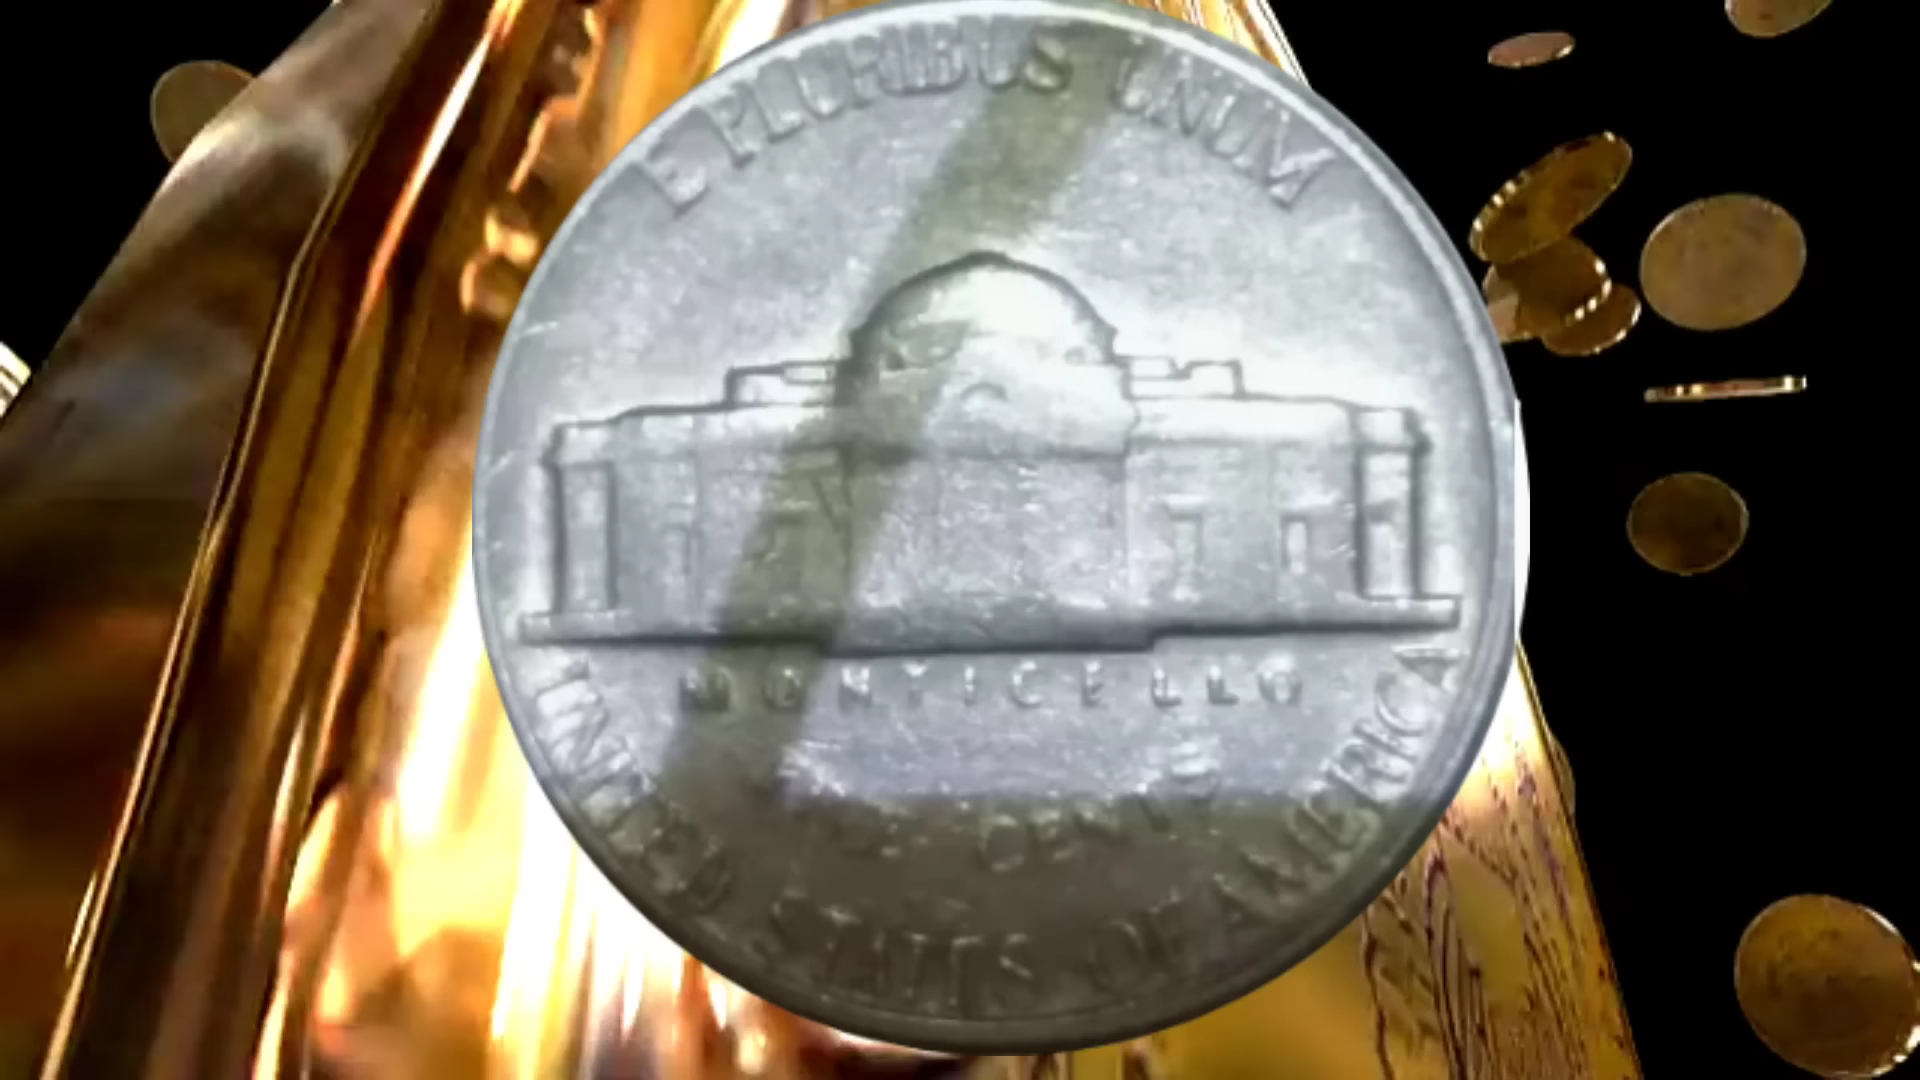 E PLURIBUS UNUM
MONTICELLO
CENTS
UNITED STATES OF AMERICA